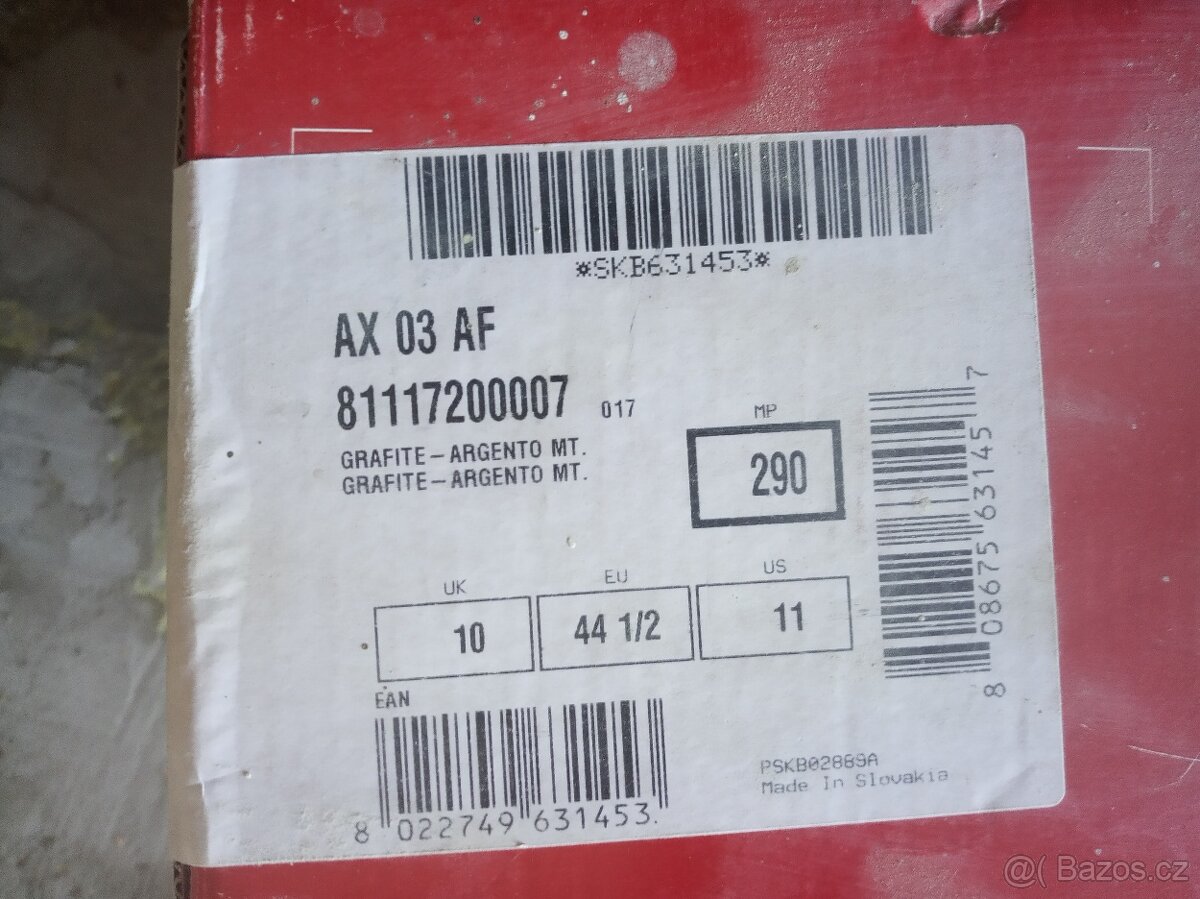 *SKB631453*
AX 03 AF
81117200007 017
GRAFITE-ARGENTO MT.
GRAFITE-ARGENTO MT.
MP
290
UK EU US
10 44 1/2 11
EAN
8 022749 631453
8 08675 63145 7
PSKB02889A
Made In Slovakia
@( Bazos.cz